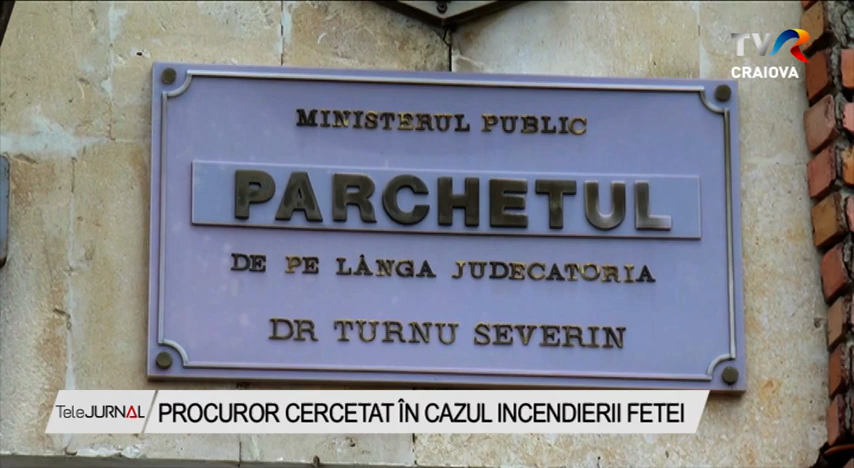 TVR
CRAIOVA
MINISTERUL PUBLIC
PARCHETUL
DE PE LÂNGA JUDECATORIA
DR TURNU SEVERIN
TeleJURNAL
PROCUROR CERCETAT ÎN CAZUL INCENDIERII FETEI